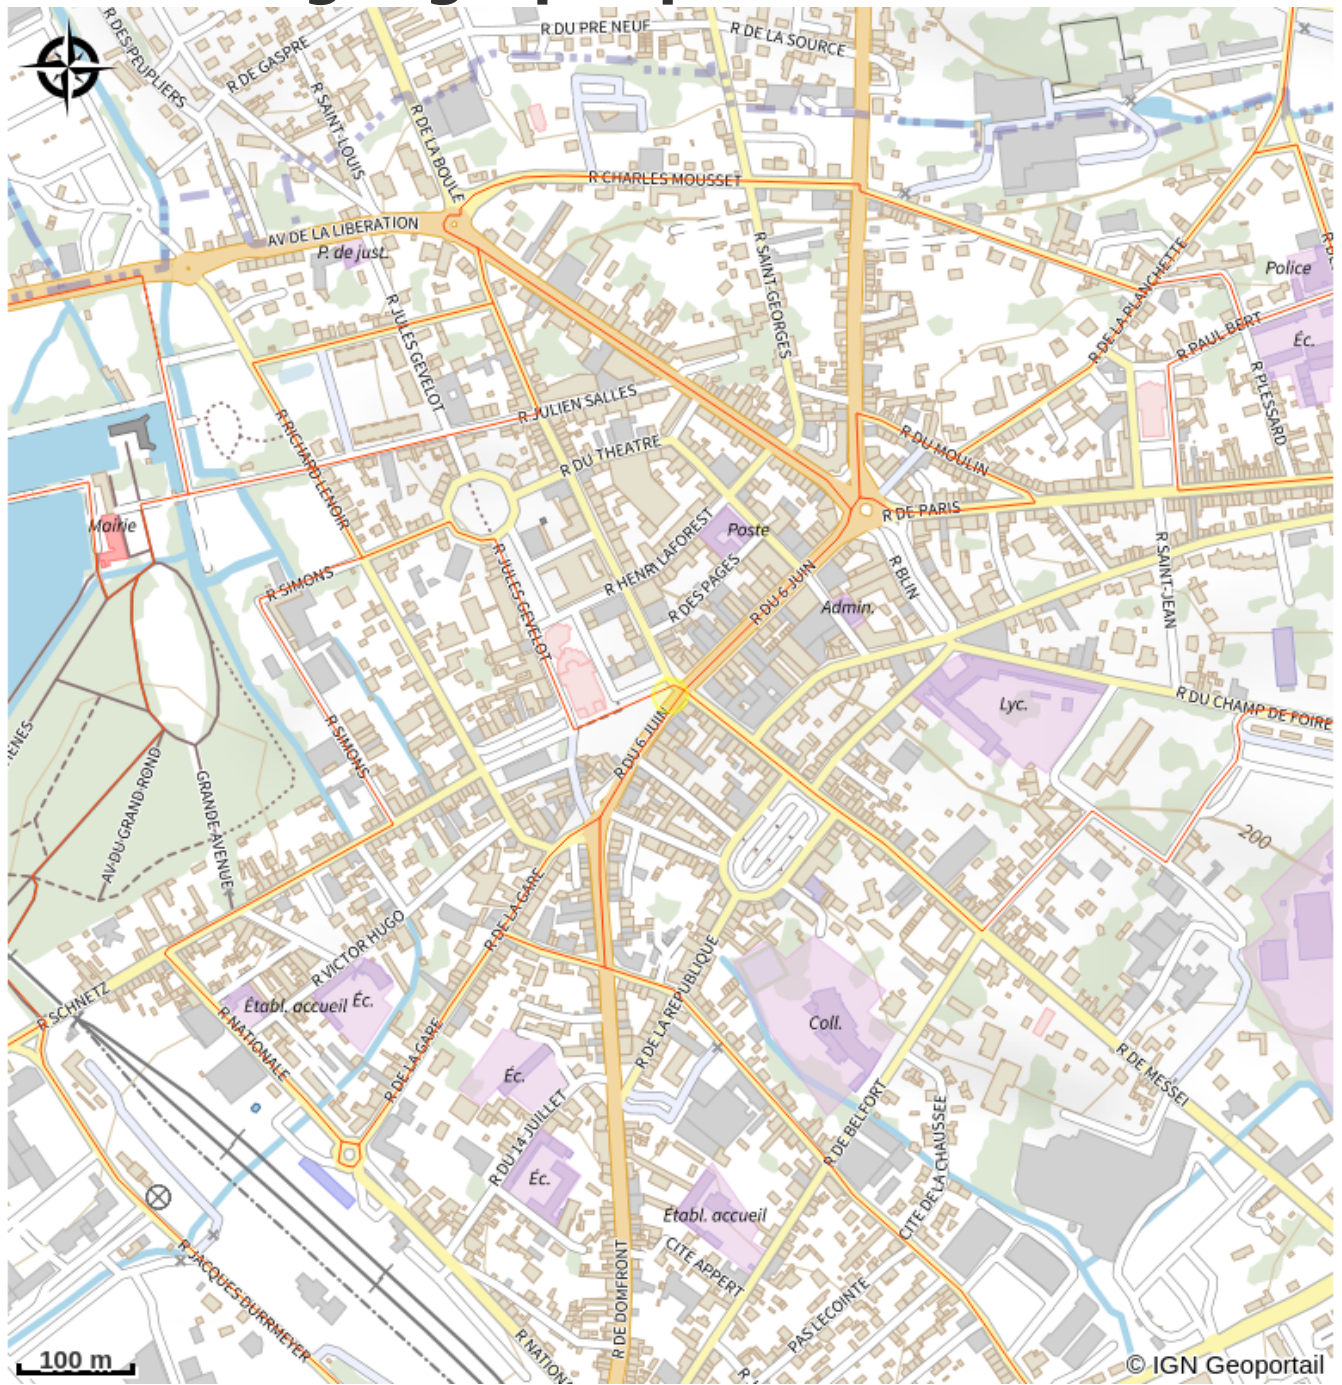 R DU PRE NEUF
R DE LA SOURCE
R DES PEUPLIERS
R DE GASPRE
R SAINT-LOUIS
R DE LA BOULE
R CHARLES MOUSSET
AV DE LA LIBERATION
P. de just.
R SAINT-GEORGES
R DE LA PLANCHETTE
Police
R PAUL BERT
Éc.
R PLESSARD
R JULES GEVELOT
R JULIEN SALLES
R RICHARD LENOIR
R DU THEATRE
R DU MOULIN
R DE PARIS
Mairie
Poste
R HENRI LAFOREST
R DES PAGES
R BLIN
R SAINT-JEAN
R SIMONS
R JULES GEVELOT
R DU 6 JUIN
Admin.
Lyc.
R DU CHAMP DE FOIRE
R DU 6 JUIN
R SIMONS
AV DU GRAND ROND
GRANDE AVENUE
200
R DE LA GARE
R VICTOR HUGO
R DE LA REPUBLIQUE
Établ. accueil
Éc.
R SCHNETZ
R NATIONALE
Coll.
R DE LA GARE
R DE MESSEI
Éc.
R DU 14 JUILLET
R DE BELFORT
CITE DE LA CHAUSSEE
Éc.
Etabl. accueil
CITE APPERT
R JACQUES DURRMEYER
R DE DOMFRONT
PAS LECOINTE
R NATION
100 m
© IGN Geoportail